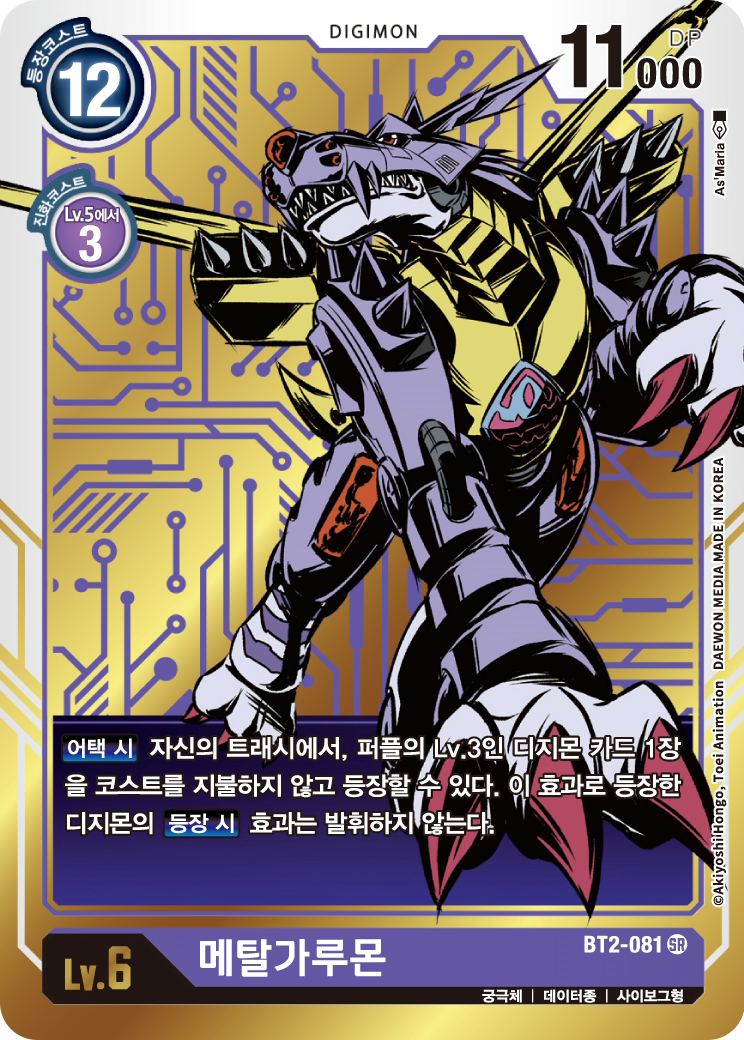 DIGIMON
등장코스트
12
DP
11000
진화코스트
Lv.5에서
3
As'Maria
어택 시 자신의 트래시에서, 퍼플의 Lv.3인 디지몬 카드 1장
을 코스트를 지불하지 않고 등장할 수 있다. 이 효과로 등장한
디지몬의 등장 시 효과는 발휘하지 않는다.
©Akiyoshi Hongo, Toei Animation DAEWON MEDIA MADE IN KOREA
BT2-081 SR
Lv.6
메탈가루몬
궁극체 | 데이터종 | 사이보그형